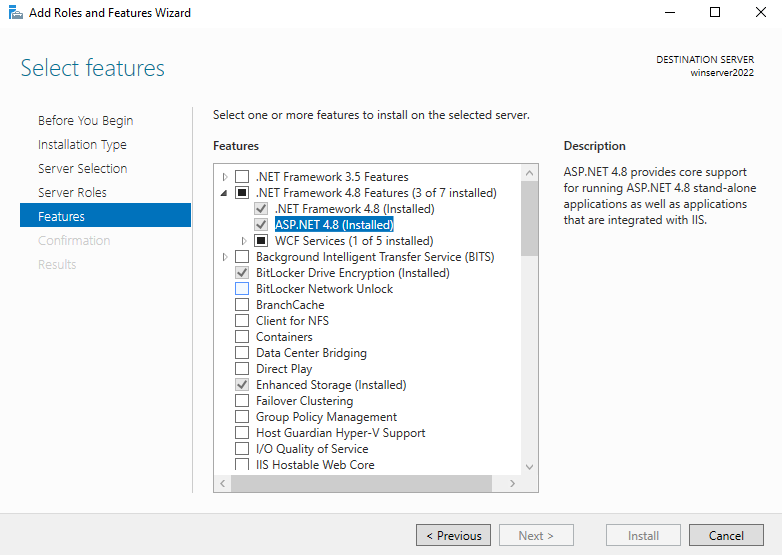 Add Roles and Features Wizard
Select features
DESTINATION SERVER
winserver2022
Before You Begin
Installation Type
Server Selection
Server Roles
Features
Confirmation
Results
Select one or more features to install on the selected server.
Features
.NET Framework 3.5 Features
.NET Framework 4.8 Features (3 of 7 installed)
.NET Framework 4.8 (Installed)
ASP.NET 4.8 (Installed)
WCF Services (1 of 5 installed)
Background Intelligent Transfer Service (BITS)
BitLocker Drive Encryption (Installed)
BitLocker Network Unlock
BranchCache
Client for NFS
Containers
Data Center Bridging
Direct Play
Enhanced Storage (Installed)
Failover Clustering
Group Policy Management
Host Guardian Hyper-V Support
I/O Quality of Service
IIS Hostable Web Core
Description
ASP.NET 4.8 provides core support
for running ASP.NET 4.8 stand-alone
applications as well as applications
that are integrated with IIS.
< Previous
Next >
Install
Cancel